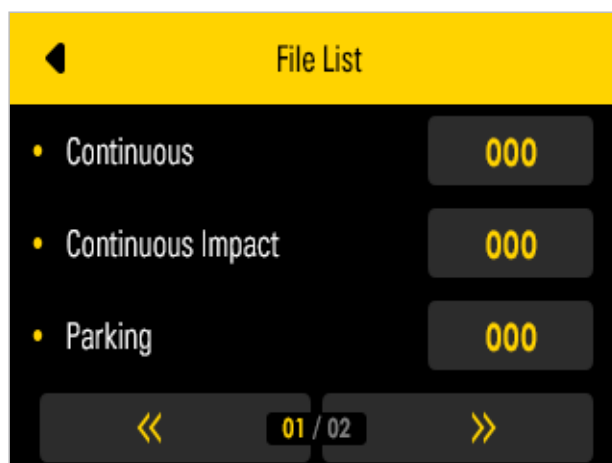 File List
• Continuous 000
• Continuous Impact 000
• Parking 000
« 01 / 02 »